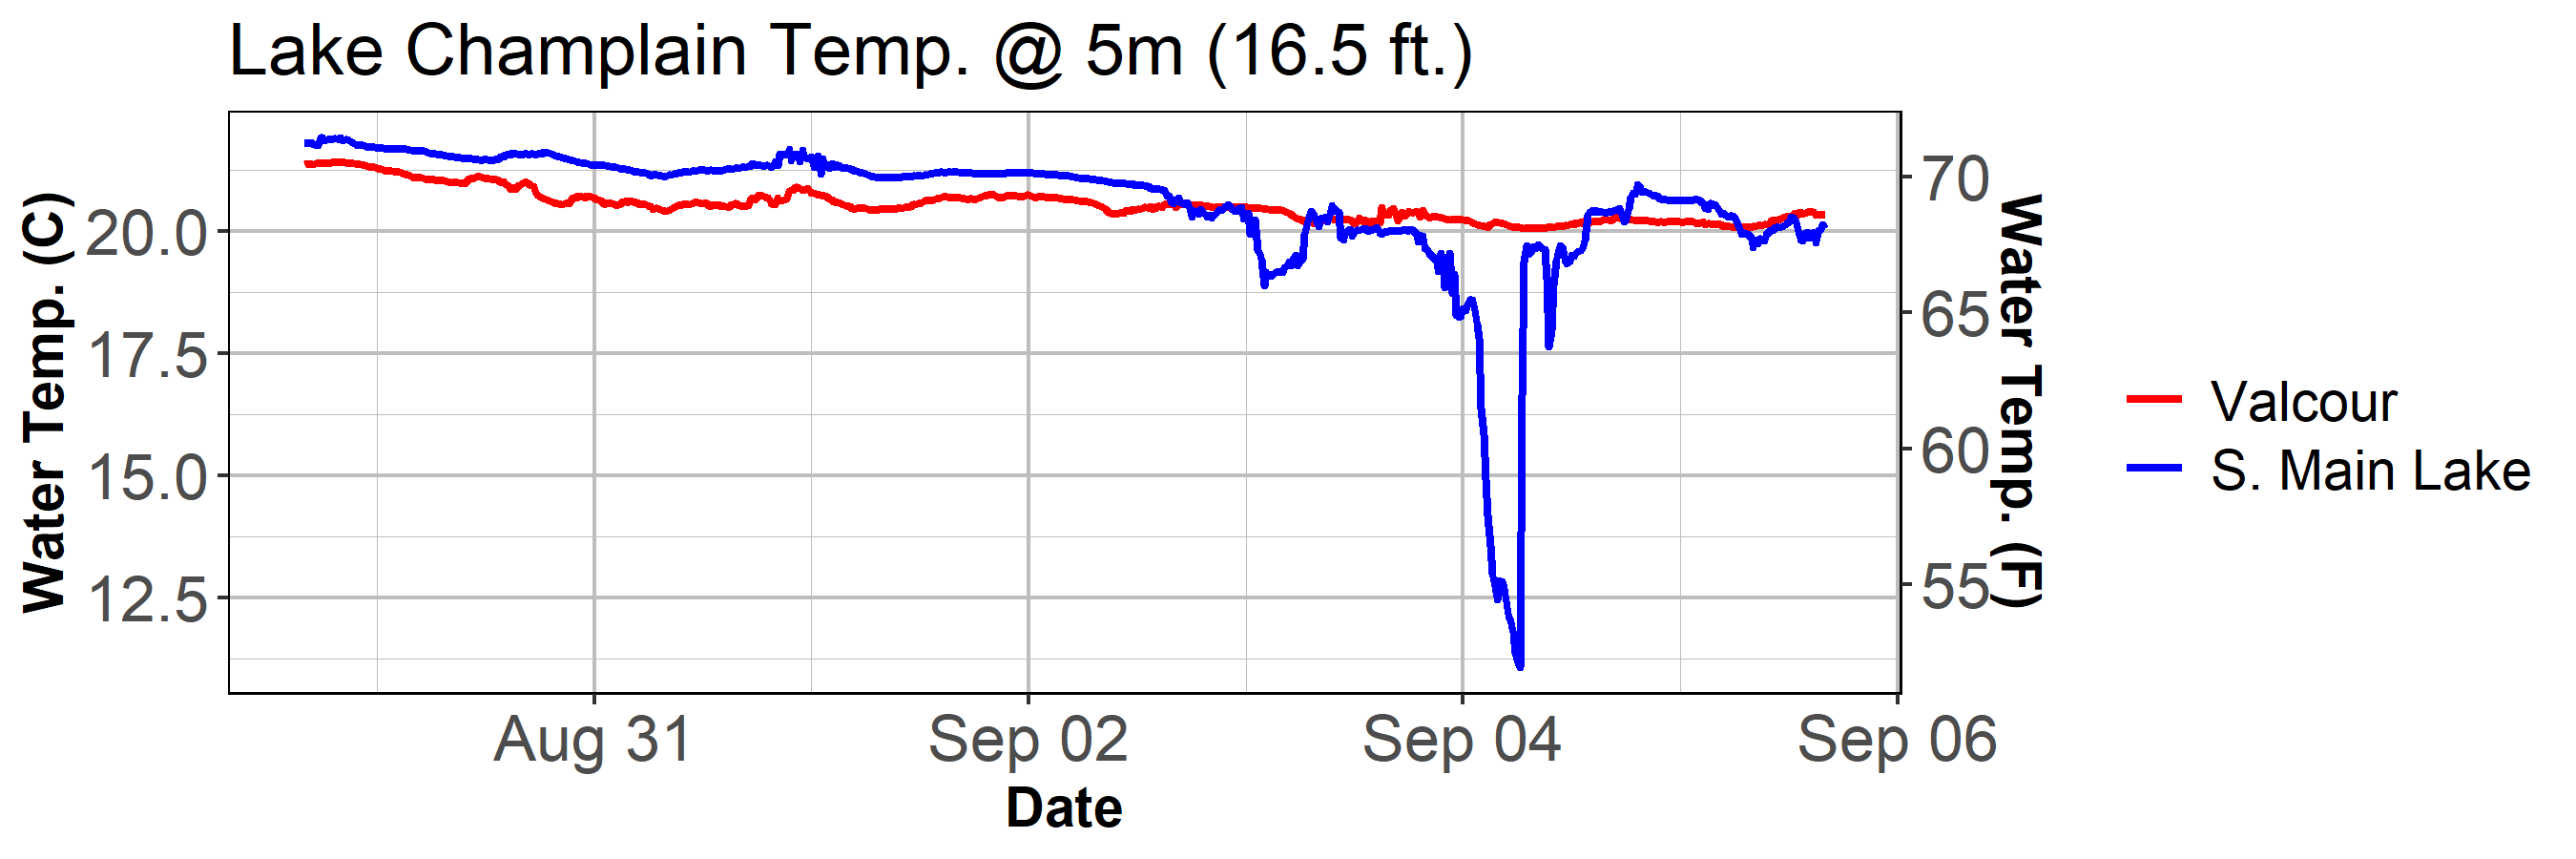 Lake Champlain Temp. @ 5m (16.5 ft.)
Water Temp. (C)
20.0
17.5
15.0
12.5
70
65
60
55
Water Temp. (F)
Valcour
S. Main Lake
Aug 31
Sep 02
Sep 04
Sep 06
Date